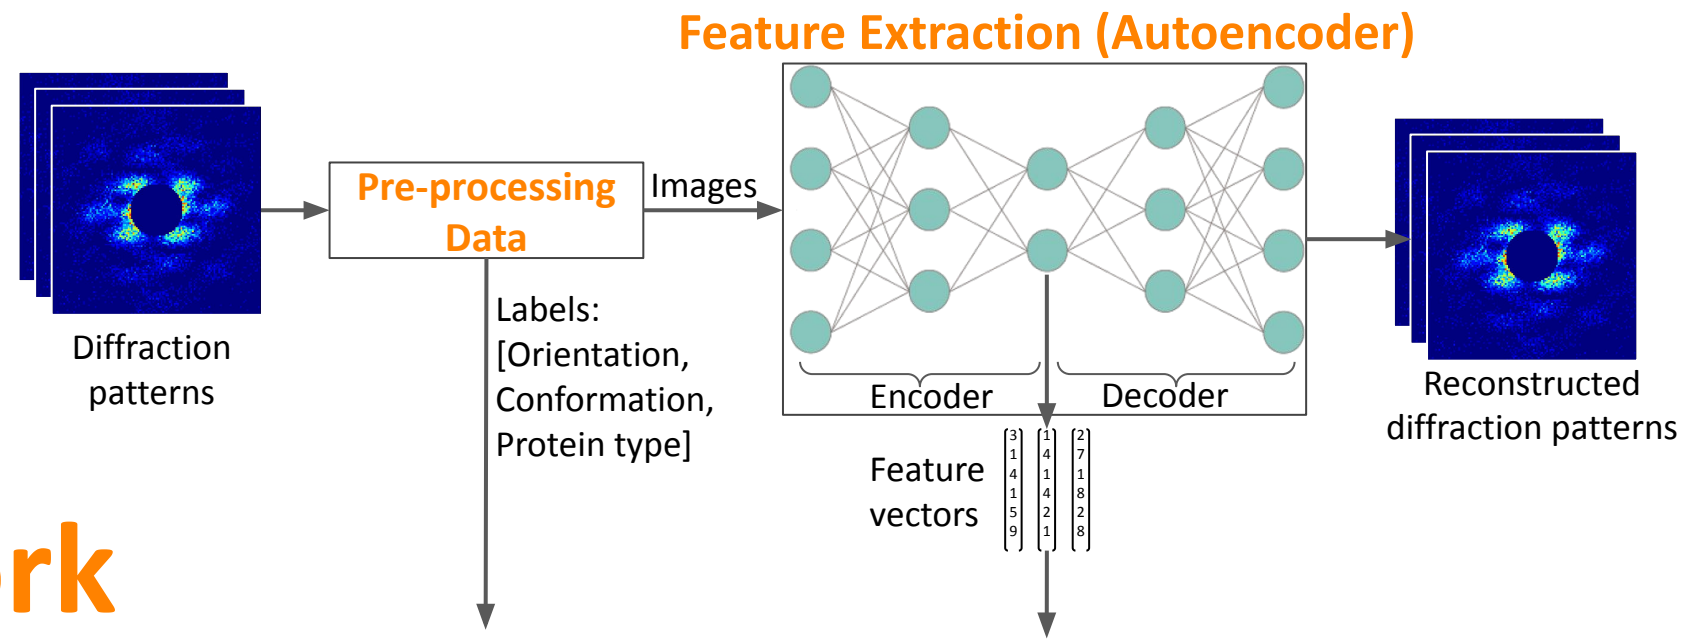 Feature Extraction (Autoencoder)
Pre-processing
Data
Images
Diffraction
patterns
Labels:
[Orientation,
Conformation,
Protein type]
Encoder
Decoder
Reconstructed
diffraction patterns
Feature
vectors
3 1 2
1 4 7
4 1 1
1 4 8
5 2 2
9 1 8
ork